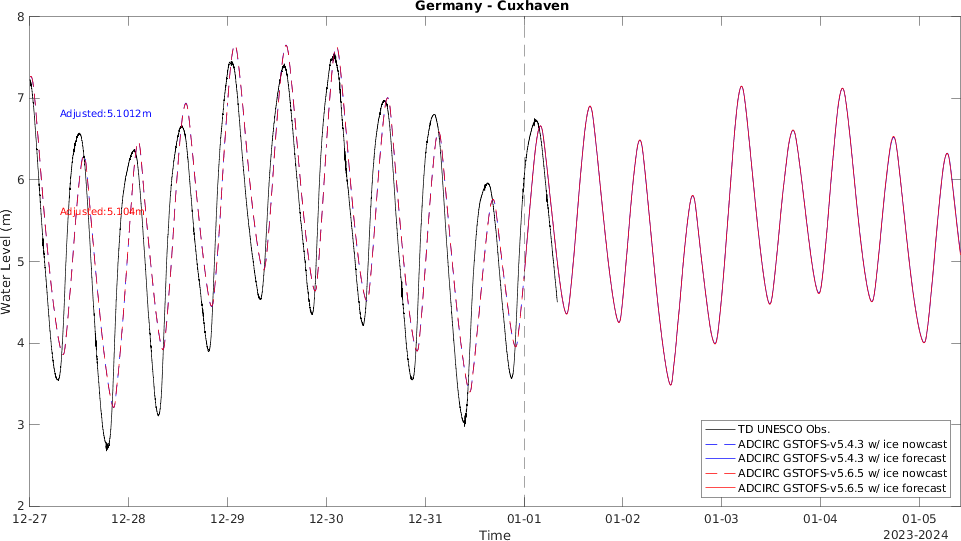 Germany - Cuxhaven
8
7
6
5
4
3
2
Water Level (m)
Adjusted:5.1012m
Adjusted:5.104m
TD UNESCO Obs.
ADCIRC GSTOFS-v5.4.3 w/ ice nowcast
ADCIRC GSTOFS-v5.4.3 w/ ice forecast
ADCIRC GSTOFS-v5.6.5 w/ ice nowcast
ADCIRC GSTOFS-v5.6.5 w/ ice forecast
12-27 12-28 12-29 12-30 12-31 01-01 01-02 01-03 01-04 01-05
2023-2024
Time